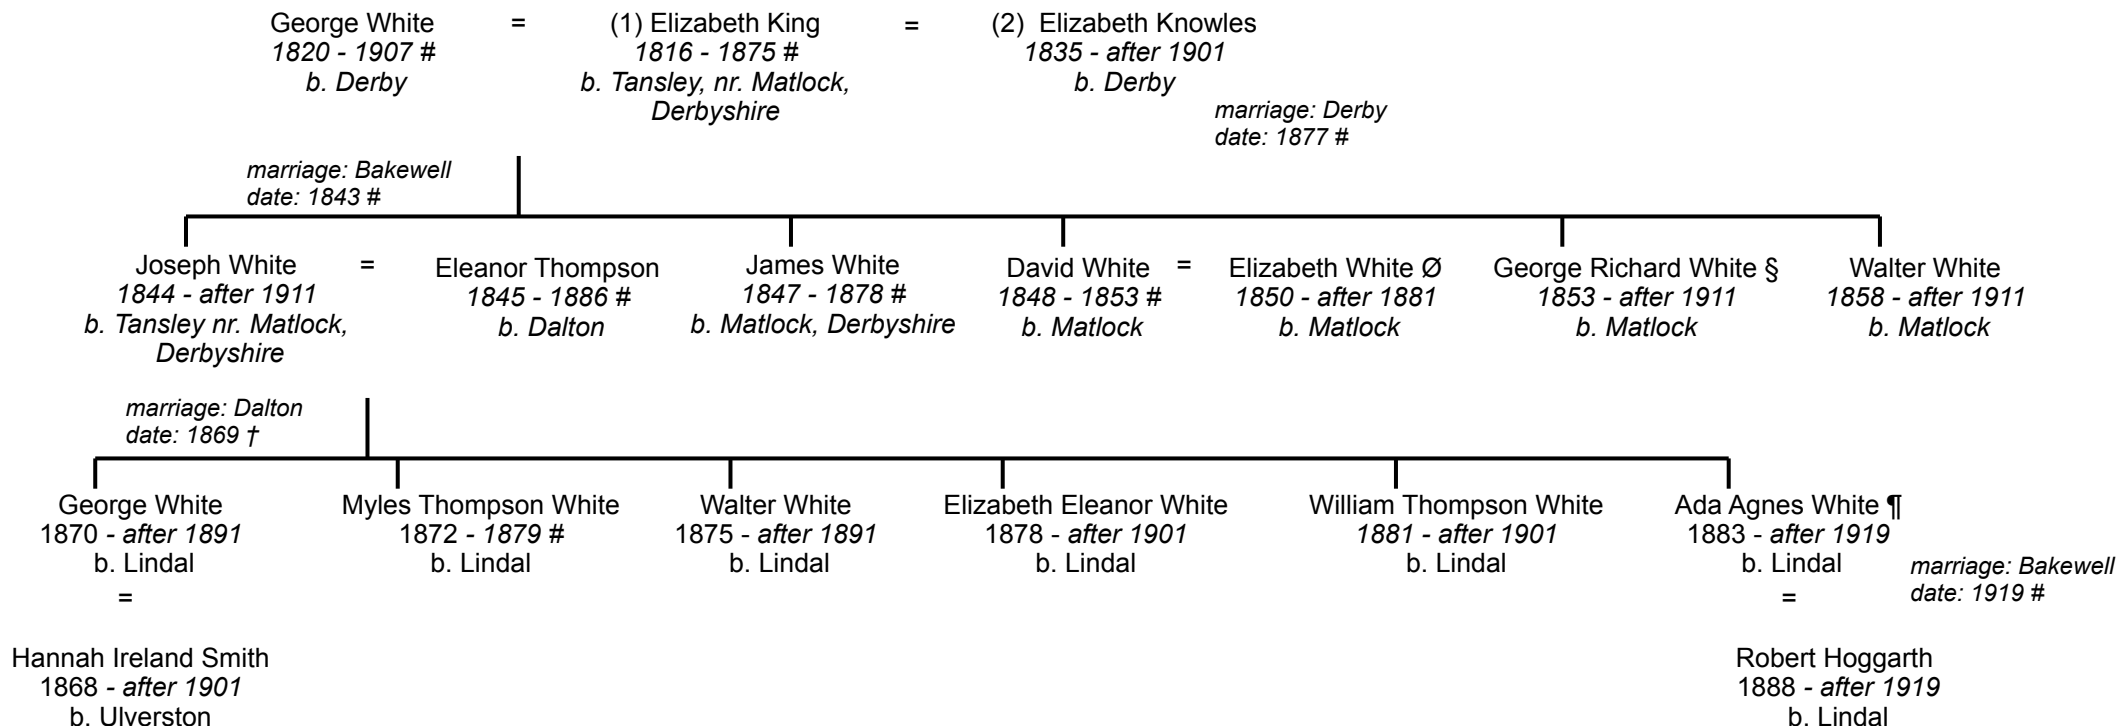 George White = (1) Elizabeth King = (2) Elizabeth Knowles
1820 - 1907 # 1816 - 1875 # 1835 - after 1901
b. Derby b. Tansley, nr. Matlock, b. Derby
Derbyshire
marriage: Derby
date: 1877 #
marriage: Bakewell
date: 1843 #
Joseph White = Eleanor Thompson James White David White = Elizabeth White Ø George Richard White § Walter White
1844 - after 1911 1845 - 1886 # 1847 - 1878 # 1848 - 1853 # 1850 - after 1881 1853 - after 1911 1858 - after 1911
b. Tansley nr. Matlock, b. Dalton b. Matlock, Derbyshire b. Matlock b. Matlock b. Matlock b. Matlock
Derbyshire
marriage: Dalton
date: 1869 †
George White Myles Thompson White Walter White Elizabeth Eleanor White William Thompson White Ada Agnes White ¶
1870 - after 1891 1872 - 1879 # 1875 - after 1891 1878 - after 1901 1881 - after 1901 1883 - after 1919
b. Lindal b. Lindal b. Lindal b. Lindal b. Lindal b. Lindal
marriage: Bakewell
date: 1919 #
= =
Hannah Ireland Smith Robert Hoggarth
1868 - after 1901 1888 - after 1919
b. Ulverston b. Lindal